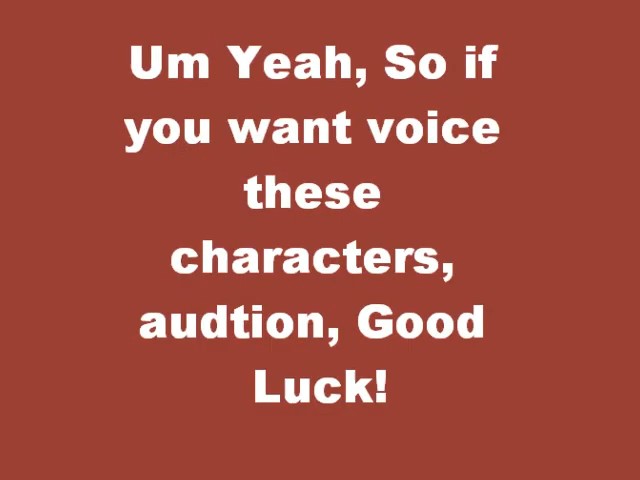 Um Yeah, So if
you want voice
these
characters,
audtion, Good
Luck!